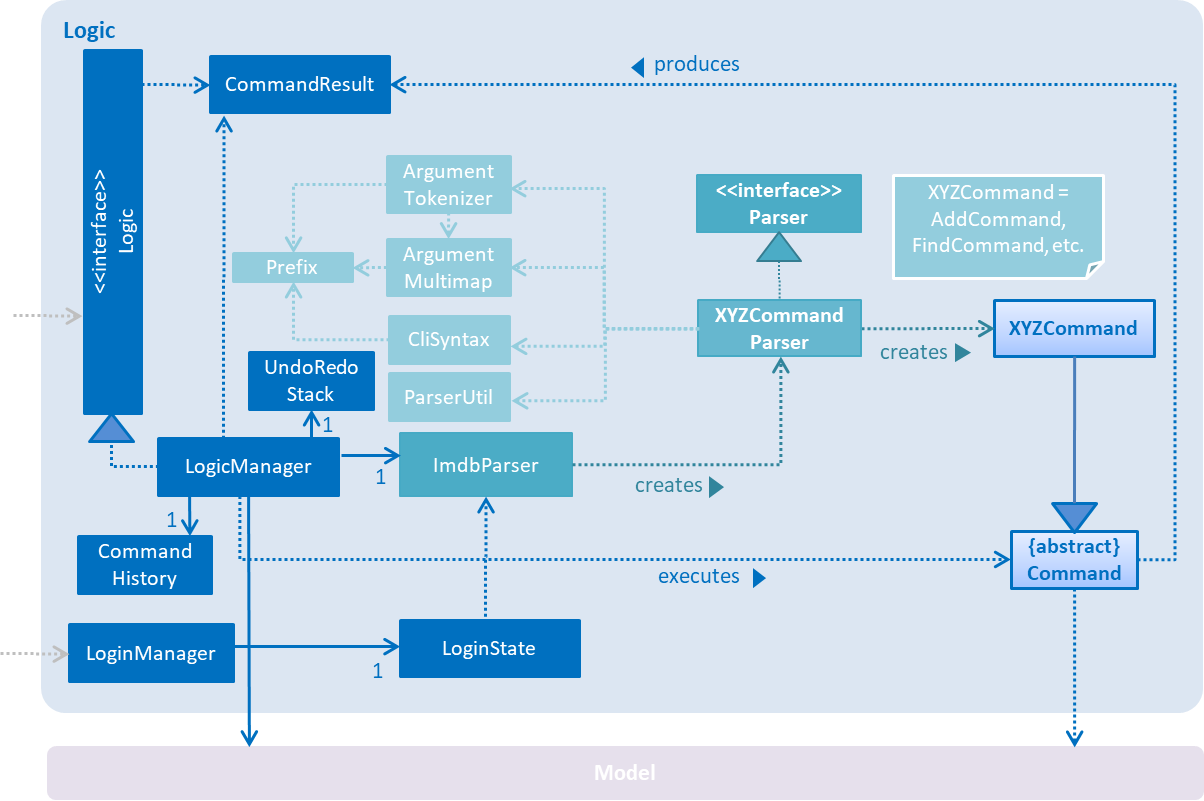 Logic
produces
CommandResult
<<interface>>
Logic
Argument
Tokenizer
<<interface>>
Parser
XYZCommand =
AddCommand,
FindCommand, etc.
Prefix
Argument
Multimap
XYZCommand
Parser
XYZCommand
creates
CliSyntax
UndoRedo
Stack
ParserUtil
1
LogicManager
1
ImdbParser
creates
1
Command
History
executes
{abstract}
Command
LoginManager
1
LoginState
Model